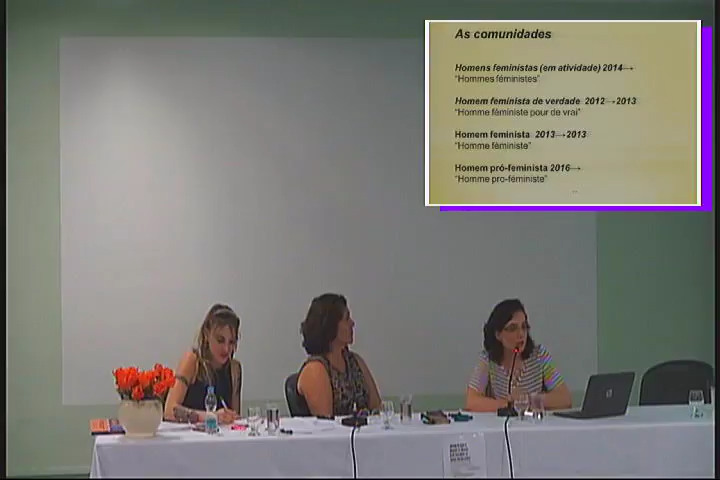 As comunidades
Homens feministas (em atividade) 2014→
“Hommes féministes”
Homem feminista de verdade 2012→2013
“Homme féministe pour de vrai”
Homem feminista 2013→2013
“Homme féministe”
Homem pró-feminista 2016→
“Homme pro-féministe”